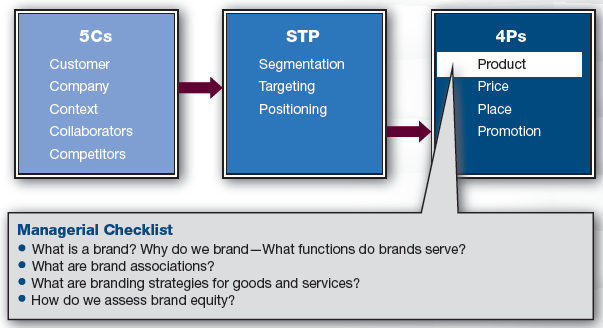 5Cs
Customer
Company
Context
Collaborators
Competitors
STP
Segmentation
Targeting
Positioning
4Ps
Product
Price
Place
Promotion
Managerial Checklist
• What is a brand? Why do we brand—What functions do brands serve?
• What are brand associations?
• What are branding strategies for goods and services?
• How do we assess brand equity?